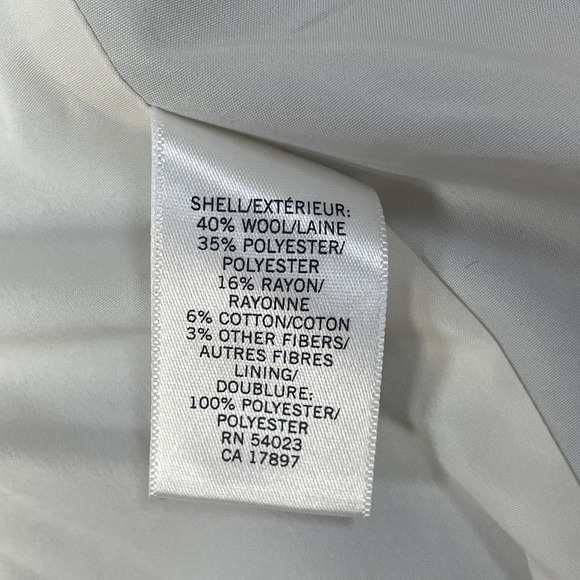 SHELL/EXTÉRIEUR:
40% WOOL/LAINE
35% POLYESTER/
POLYESTER
16% RAYON/
RAYONNE
6% COTTON/COTON
3% OTHER FIBERS/
AUTRES FIBRES
LINING/
DOUBLURE:
100% POLYESTER/
POLYESTER
RN 54023
CA 17897